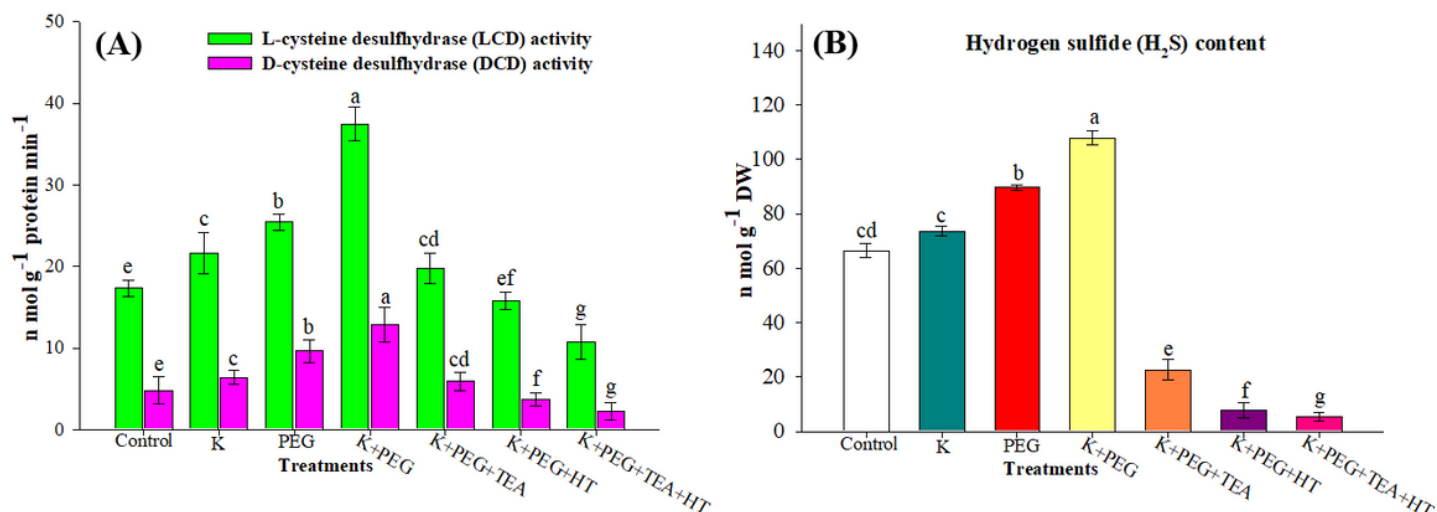 (A)
L-cysteine desulfhydrase (LCD) activity
D-cysteine desulfhydrase (DCD) activity
n mol g⁻¹ protein min⁻¹
50
40
30
20
10
0
e
e
c
c
b
b
a
a
cd
cd
ef
f
g
g
Control
K
PEG
K+PEG
K+PEG+TEA
K+PEG+HT
K+PEG+TEA+HT
Treatments
(B)
Hydrogen sulfide (H₂S) content
n mol g⁻¹ DW
140
120
100
80
60
40
20
0
cd
c
b
a
e
f
g
Control
K
PEG
K+PEG
K+PEG+TEA
K+PEG+HT
K+PEG+TEA+HT
Treatments